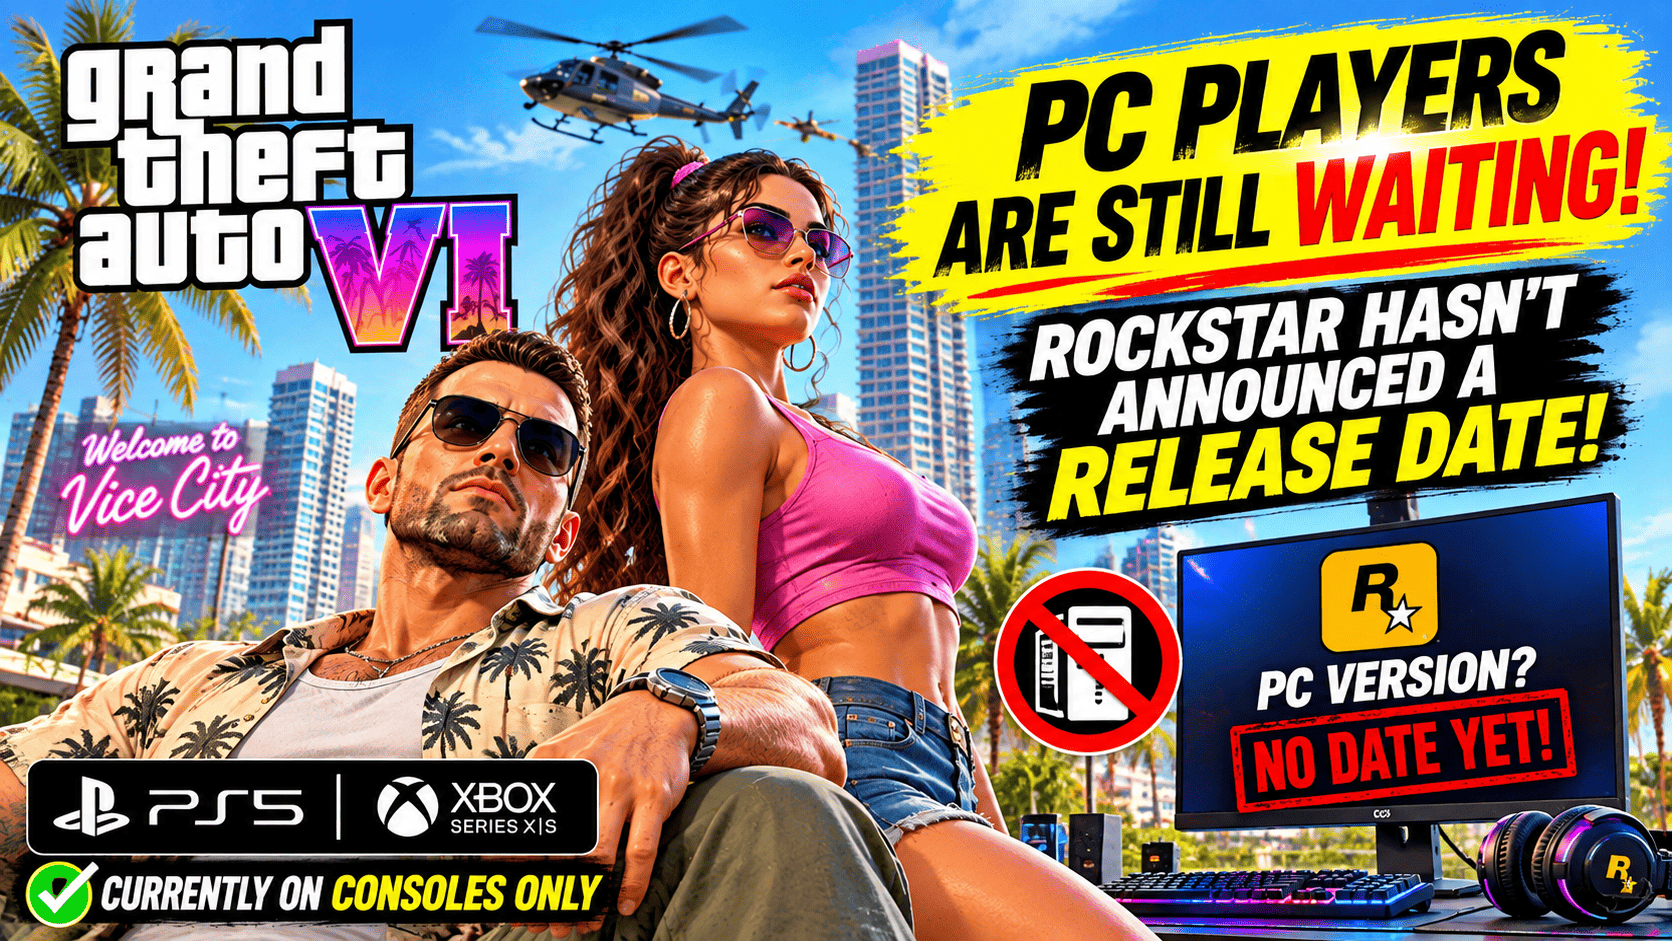 grand
theft
auto VI
PC PLAYERS
ARE STILL WAITING!
ROCKSTAR HASN'T
ANNOUNCED A
RELEASE DATE!
Welcome to
Vice City
R
PC VERSION?
NO DATE YET!
PS5
XBOX
SERIES X|S
CURRENTLY ON CONSOLES ONLY
R